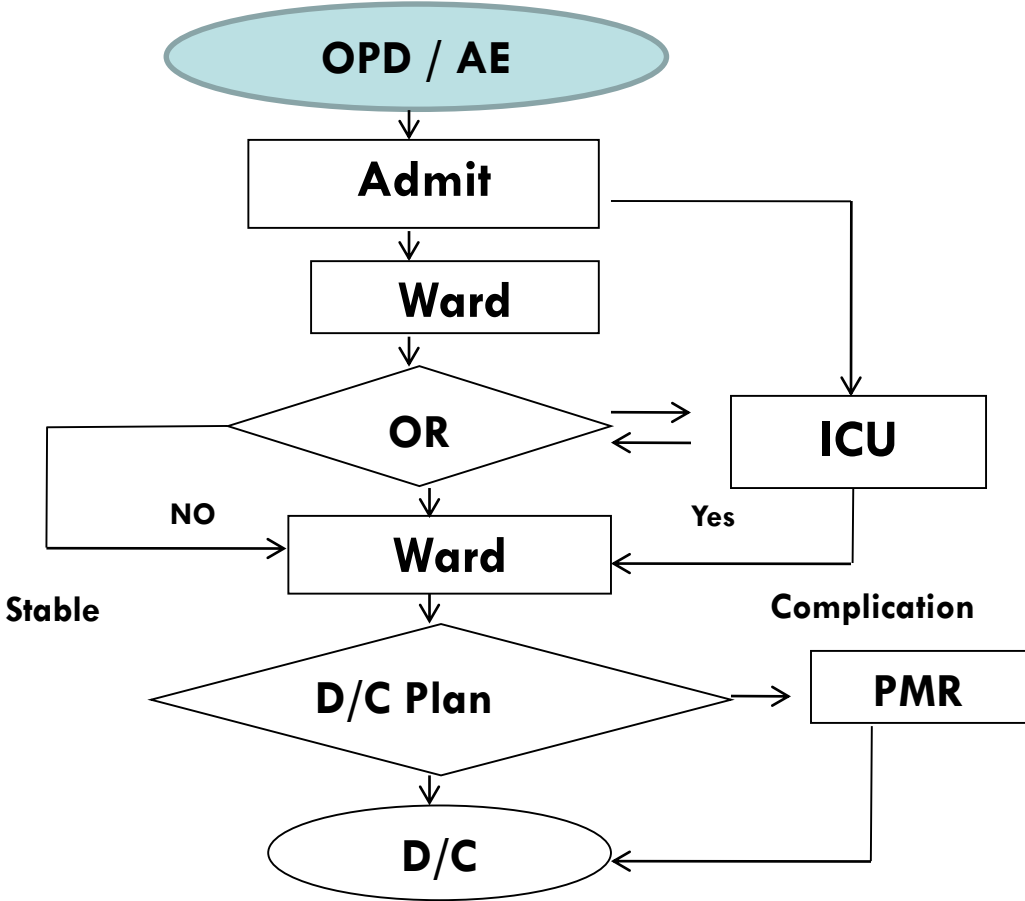 OPD / AE
Admit
Ward
OR
ICU
NO
Yes
Ward
Stable
Complication
D/C Plan
PMR
D/C